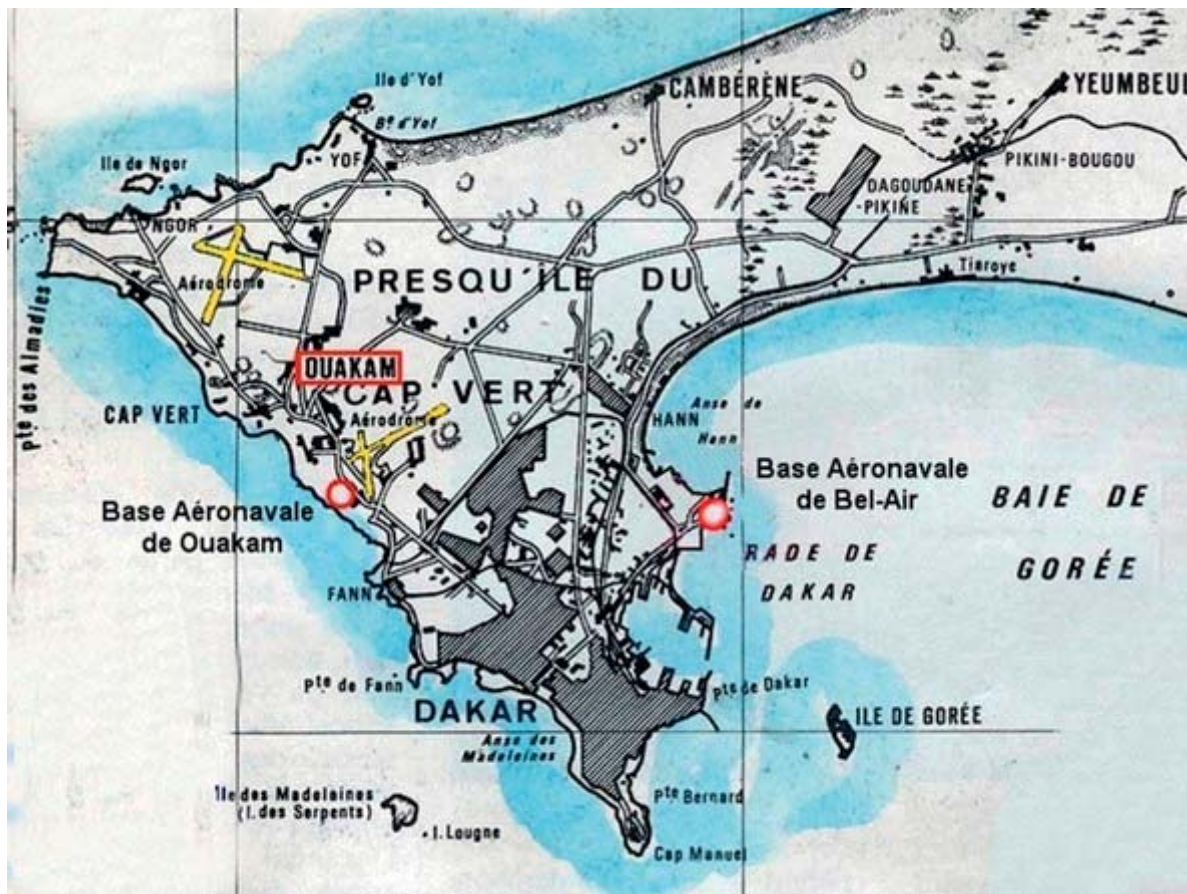 Ile d'Yof
Bᵉ d'Yof
CAMBÉRÈNE
YEUMBEUL
Ile de Ngor
YOF
PIKINI-BOUGOU
DAGOUDANE
-PIKINE
NGOR
Aérodrome
PRESQU'ILE DU
CAP VERT
Tiaroye
Pte des Almadies
OUAKAM
CAP VERT
Aérodrome
HANN
Anse de
Hann
Base Aéronavale
de Ouakam
Base Aéronavale
de Bel-Air
BAIE DE
GORÉE
RADE DE
DAKAR
FANN
Pte de Fann
DAKAR
Anse des
Madeleines
Pte de Dakar
ILE DE GORÉE
Ile des Madelaines
(I. des Serpents)
I. Lougne
Pte Bernard
Cap Manuel